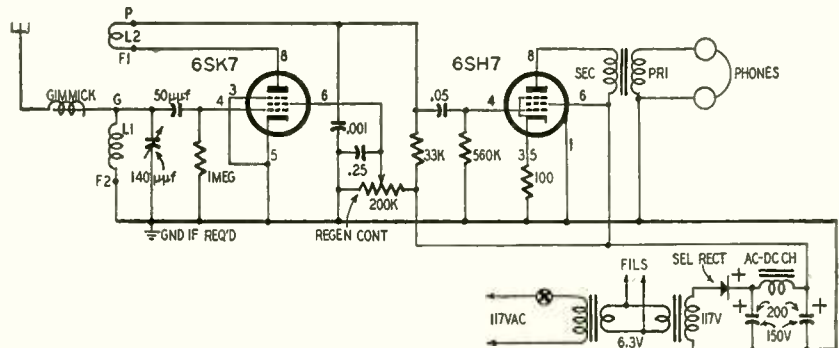 P
L2
F1
8
6SK7
6SH7
8
SEC
PRI
PHONES
GIMMICK
G
50μμf
3
4
6
.05
4
6
L1
.001
1
F2
140μμf
1MEG
5
.25
33K
560K
3,5
100
200K
GND IF REQ'D
REGEN CONT
FILS
SEL RECT
AC-DC CH
+
+
+
117VAC
6.3V
117V
200
150V